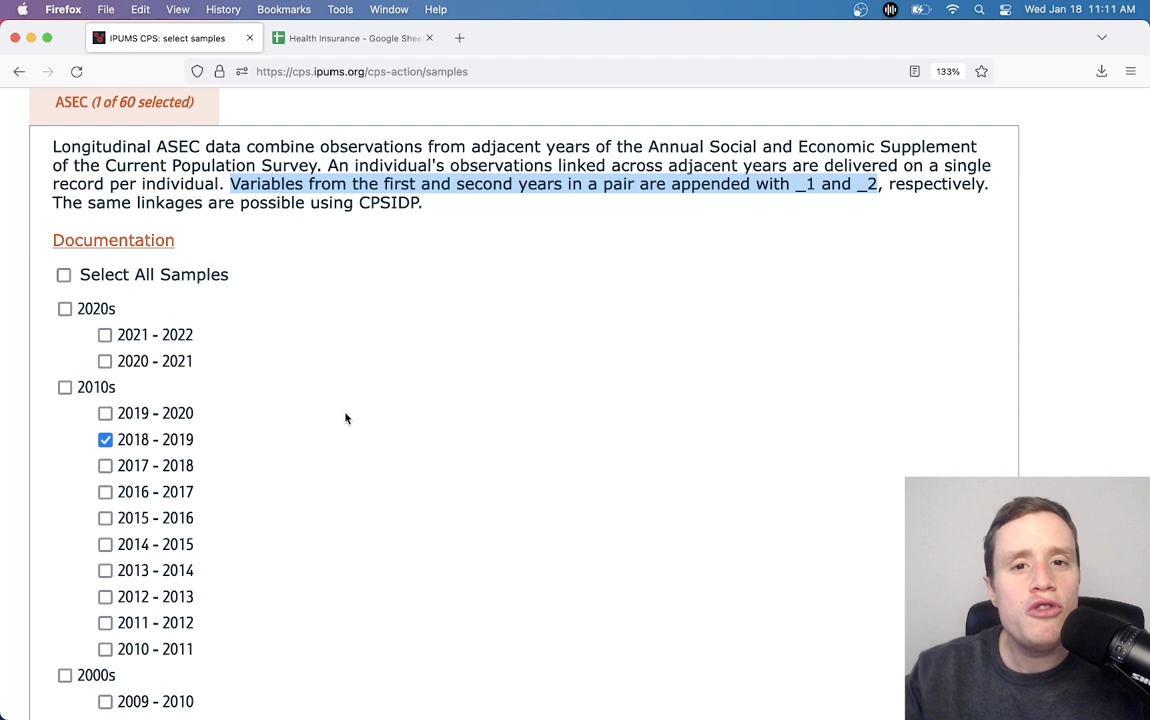 Firefox File Edit View History Bookmarks Tools Window Help Wed Jan 18 11:11 AM
IPUMS CPS: select samples Health Insurance - Google Shee
https://cps.ipums.org/cps-action/samples 133%
ASEC (1 of 60 selected)
Longitudinal ASEC data combine observations from adjacent years of the Annual Social and Economic Supplement
of the Current Population Survey. An individual's observations linked across adjacent years are delivered on a single
record per individual. Variables from the first and second years in a pair are appended with _1 and _2, respectively.
The same linkages are possible using CPSIDP.
Documentation
Select All Samples
2020s
2021 - 2022
2020 - 2021
2010s
2019 - 2020
2018 - 2019
2017 - 2018
2016 - 2017
2015 - 2016
2014 - 2015
2013 - 2014
2012 - 2013
2011 - 2012
2010 - 2011
2000s
2009 - 2010